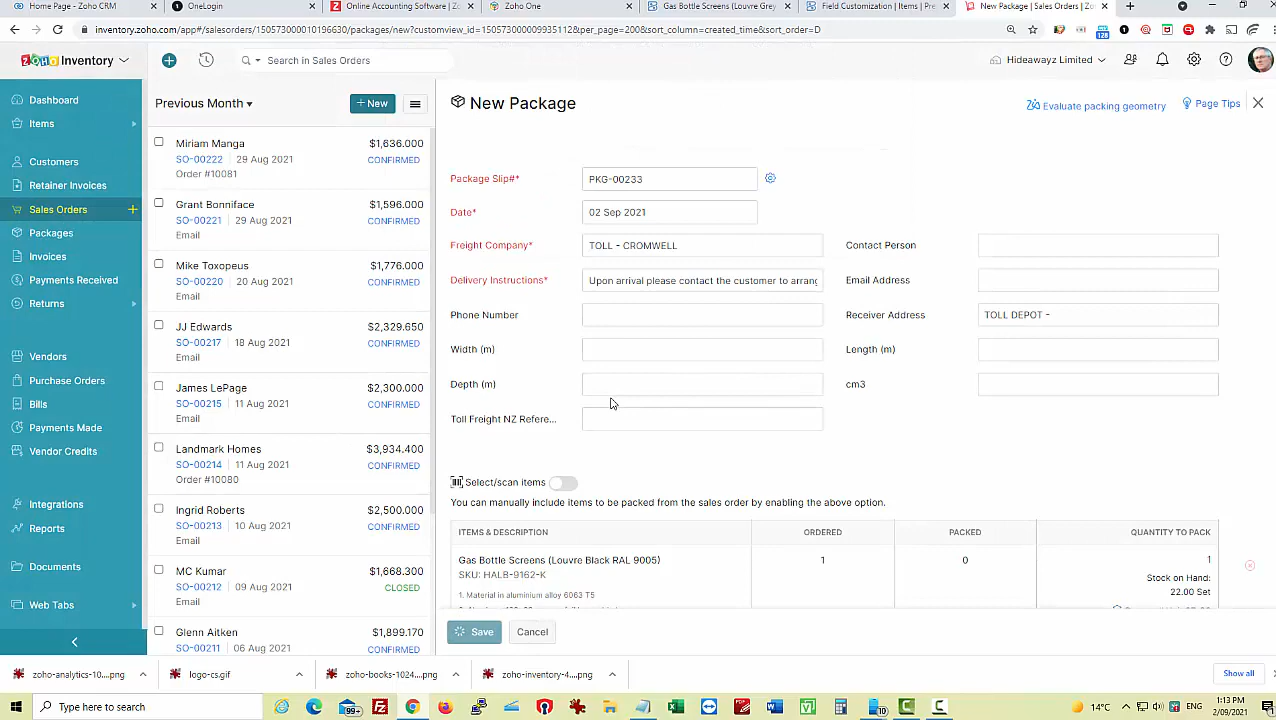 Home Page - Zoho CRM
OneLogin
Online Accounting Software | Z
Zoho One
Gas Bottle Screens (Louvre Grey
Field Customization | Items | Pre
New Package | Sales Orders | Zo
inventory.zoho.com/app#/salesorders/150573000010196630/packages/new?customview_id=150573000000099351128&per_page=200&sort_column=created_time&sort_order=D
ZOHO Inventory
Search in Sales Orders
Hideawayz Limited
Dashboard
Items
Customers
Retainer Invoices
Sales Orders
Packages
Invoices
Payments Received
Returns
Vendors
Purchase Orders
Bills
Payments Made
Vendor Credits
Integrations
Reports
Documents
Web Tabs
Previous Month
+ New
Miriam Manga $1,636.000
SO-00222 29 Aug 2021 CONFIRMED
Order #10081
Grant Bonniface $1,596.000
SO-00221 29 Aug 2021 CONFIRMED
Email
Mike Toxopeus $1,776.000
SO-00220 20 Aug 2021 CONFIRMED
Email
JJ Edwards $2,329.650
SO-00217 18 Aug 2021 CONFIRMED
Email
James LePage $2,300.000
SO-00215 11 Aug 2021 CONFIRMED
Email
Landmark Homes $3,934.400
SO-00214 11 Aug 2021 CONFIRMED
Order #10080
Ingrid Roberts $2,500.000
SO-00213 10 Aug 2021 CONFIRMED
Email
MC Kumar $1,668.300
SO-00212 09 Aug 2021 CLOSED
Email
Glenn Aitken $1,899.170
SO-00211 06 Aug 2021 CONFIRMED
New Package
Evaluate packing geometry
Page Tips
Package Slip#* PKG-00233
Date* 02 Sep 2021
Freight Company* TOLL - CROMWELL Contact Person
Delivery Instructions* Upon arrival please contact the customer to arrang Email Address
Phone Number Receiver Address TOLL DEPOT -
Width (m) Length (m)
Depth (m) cm3
Toll Freight NZ Refere...
Select/scan items
You can manually include items to be packed from the sales order by enabling the above option.
ITEMS & DESCRIPTION ORDERED PACKED QUANTITY TO PACK
Gas Bottle Screens (Louvre Black RAL 9005) 1 0 1
SKU: HALB-9162-K
Stock on Hand:
22.00 Set
1. Material in aluminium alloy 6063 T5
Save Cancel
zoho-analytics-10....png
logo-cs.gif
zoho-books-1024....png
zoho-inventory-4....png
Show all
Type here to search
99+
10
14°C
ENG
1:13 PM
2/09/2021